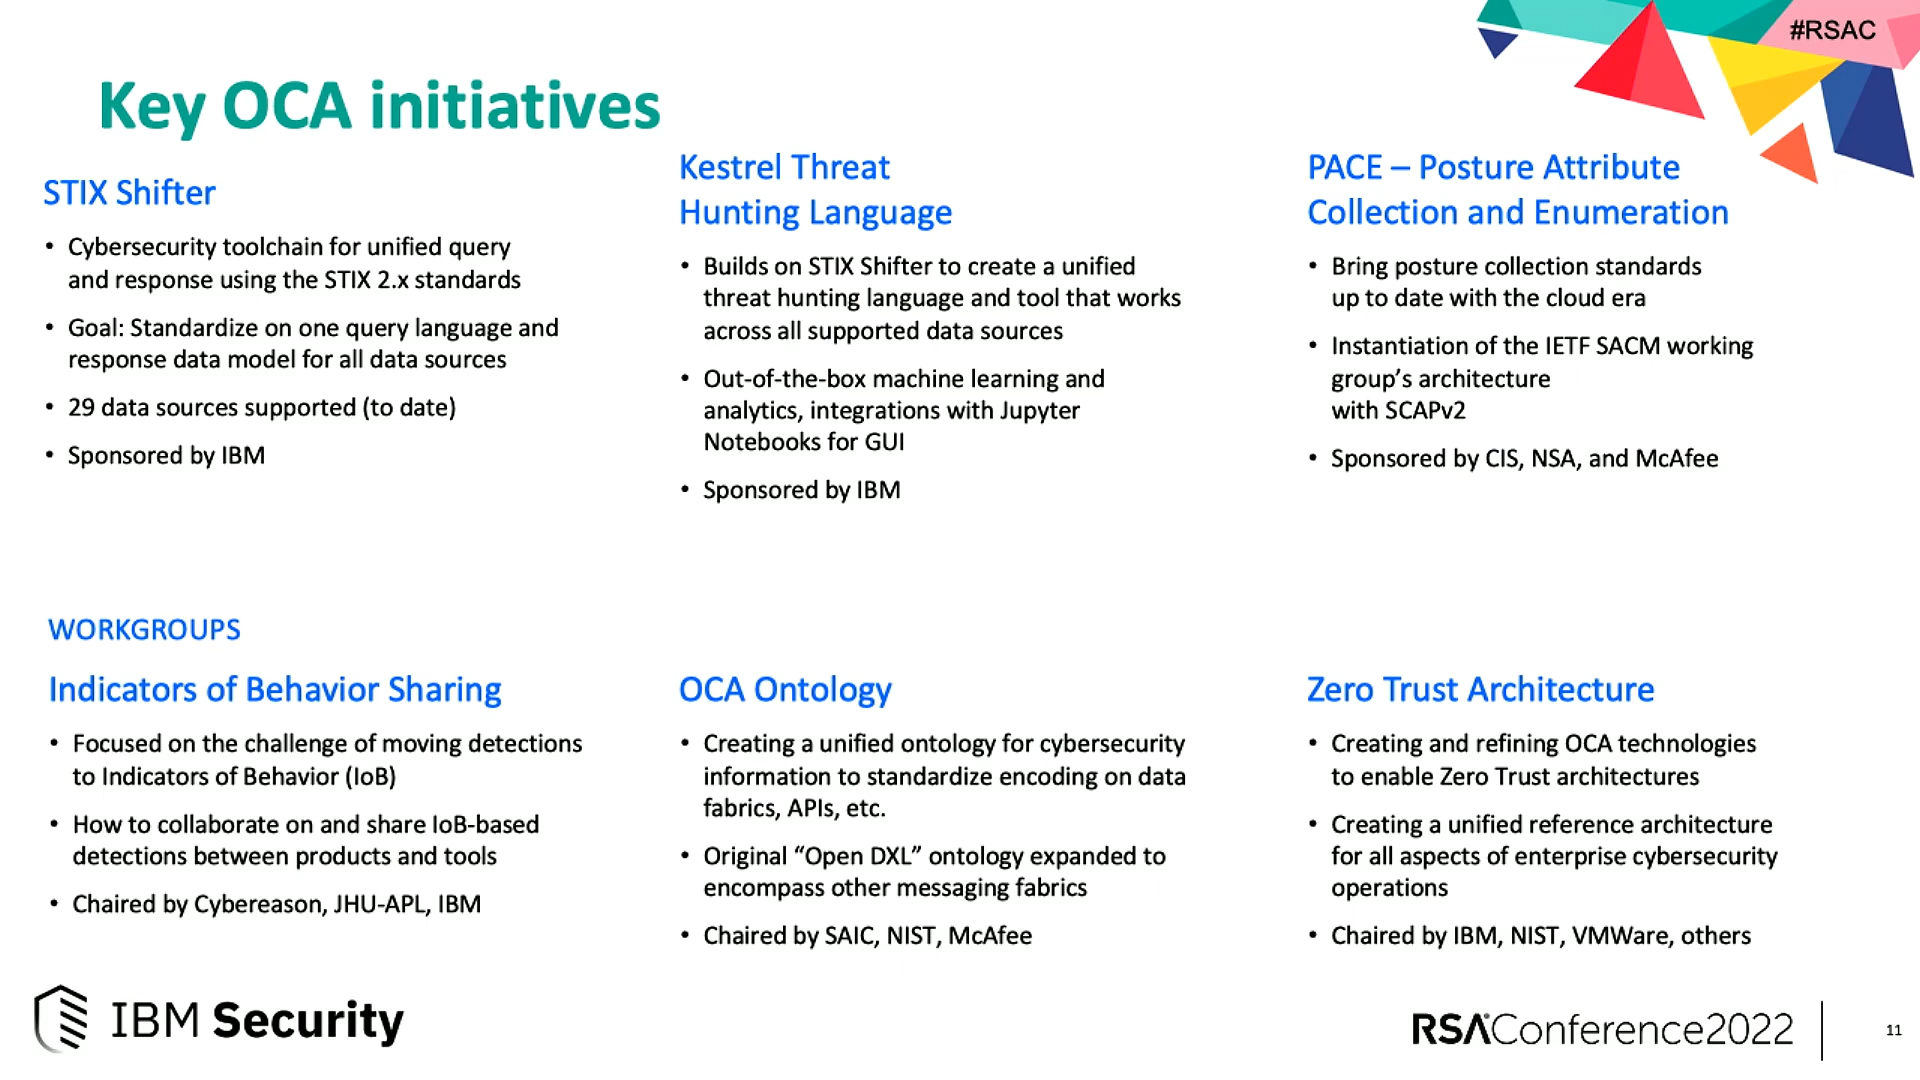 #RSAC
Key OCA initiatives
STIX Shifter
• Cybersecurity toolchain for unified query
and response using the STIX 2.x standards
• Goal: Standardize on one query language and
response data model for all data sources
• 29 data sources supported (to date)
• Sponsored by IBM
Kestrel Threat
Hunting Language
• Builds on STIX Shifter to create a unified
threat hunting language and tool that works
across all supported data sources
• Out-of-the-box machine learning and
analytics, integrations with Jupyter
Notebooks for GUI
• Sponsored by IBM
PACE – Posture Attribute
Collection and Enumeration
• Bring posture collection standards
up to date with the cloud era
• Instantiation of the IETF SACM working
group’s architecture
with SCAPv2
• Sponsored by CIS, NSA, and McAfee
WORKGROUPS
Indicators of Behavior Sharing
• Focused on the challenge of moving detections
to Indicators of Behavior (IoB)
• How to collaborate on and share IoB-based
detections between products and tools
• Chaired by Cybereason, JHU-APL, IBM
OCA Ontology
• Creating a unified ontology for cybersecurity
information to standardize encoding on data
fabrics, APIs, etc.
• Original “Open DXL” ontology expanded to
encompass other messaging fabrics
• Chaired by SAIC, NIST, McAfee
Zero Trust Architecture
• Creating and refining OCA technologies
to enable Zero Trust architectures
• Creating a unified reference architecture
for all aspects of enterprise cybersecurity
operations
• Chaired by IBM, NIST, VMWare, others
IBM Security
RSAConference2022
11